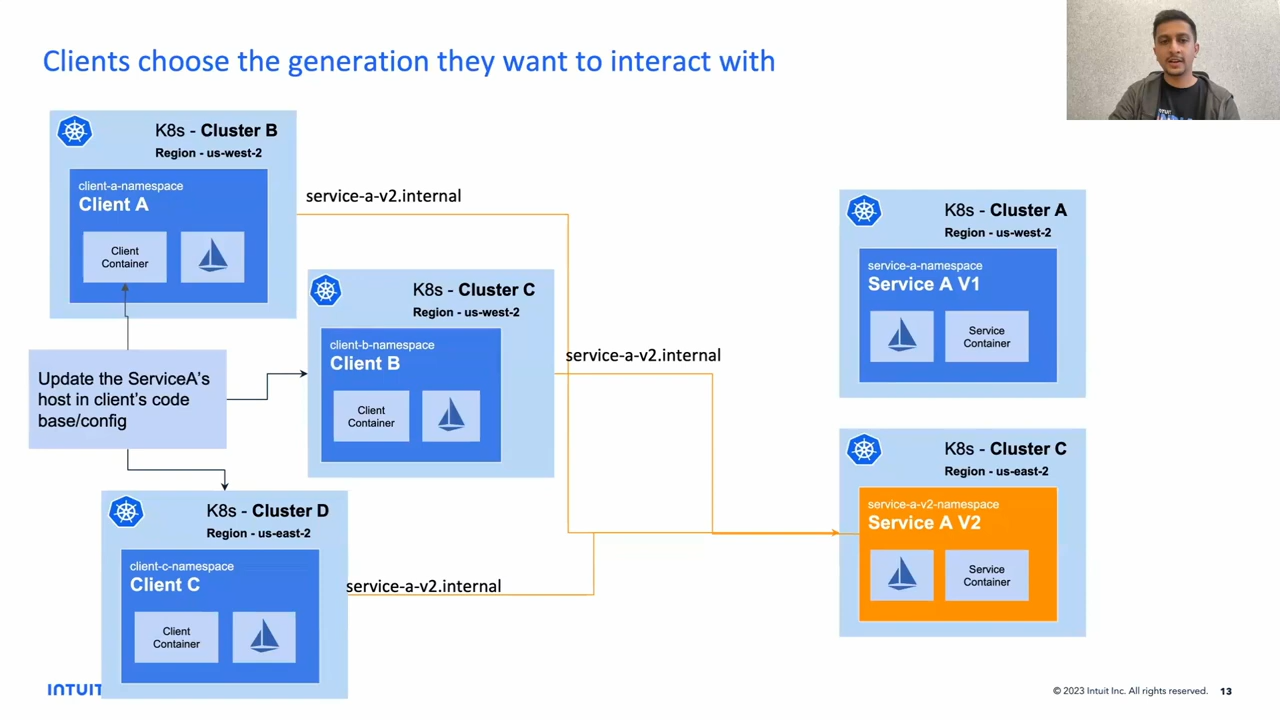 Clients choose the generation they want to interact with
K8s - Cluster B
Region - us-west-2
client-a-namespace
Client A
Client
Container
service-a-v2.internal
K8s - Cluster C
Region - us-west-2
client-b-namespace
Client B
Client
Container
service-a-v2.internal
Update the ServiceA's
host in client's code
base/config
K8s - Cluster D
Region - us-east-2
client-c-namespace
Client C
Client
Container
service-a-v2.internal
K8s - Cluster A
Region - us-west-2
service-a-namespace
Service A V1
Service
Container
K8s - Cluster C
Region - us-east-2
service-a-v2-namespace
Service A V2
Service
Container
INTUIT
© 2023 Intuit Inc. All rights reserved. 13